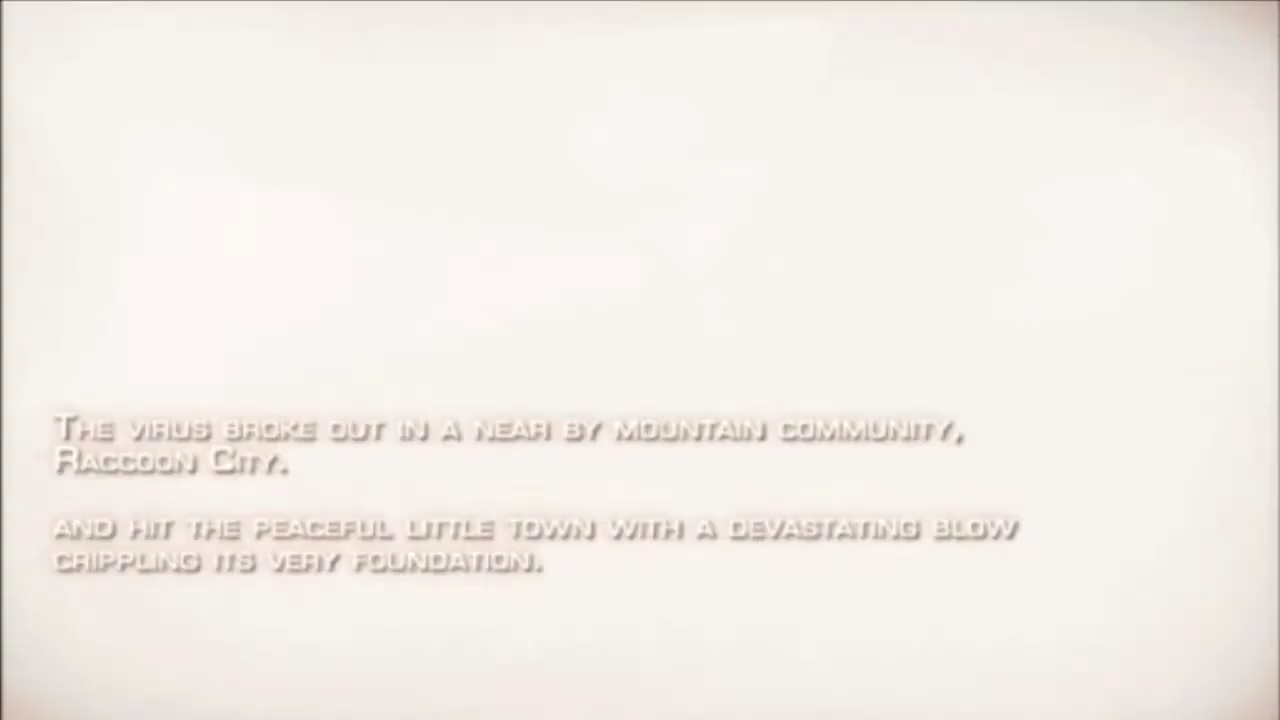 The virus broke out in a near by mountain community,
Raccoon City.
and hit the peaceful little town with a devastating blow
crippling its very foundation.